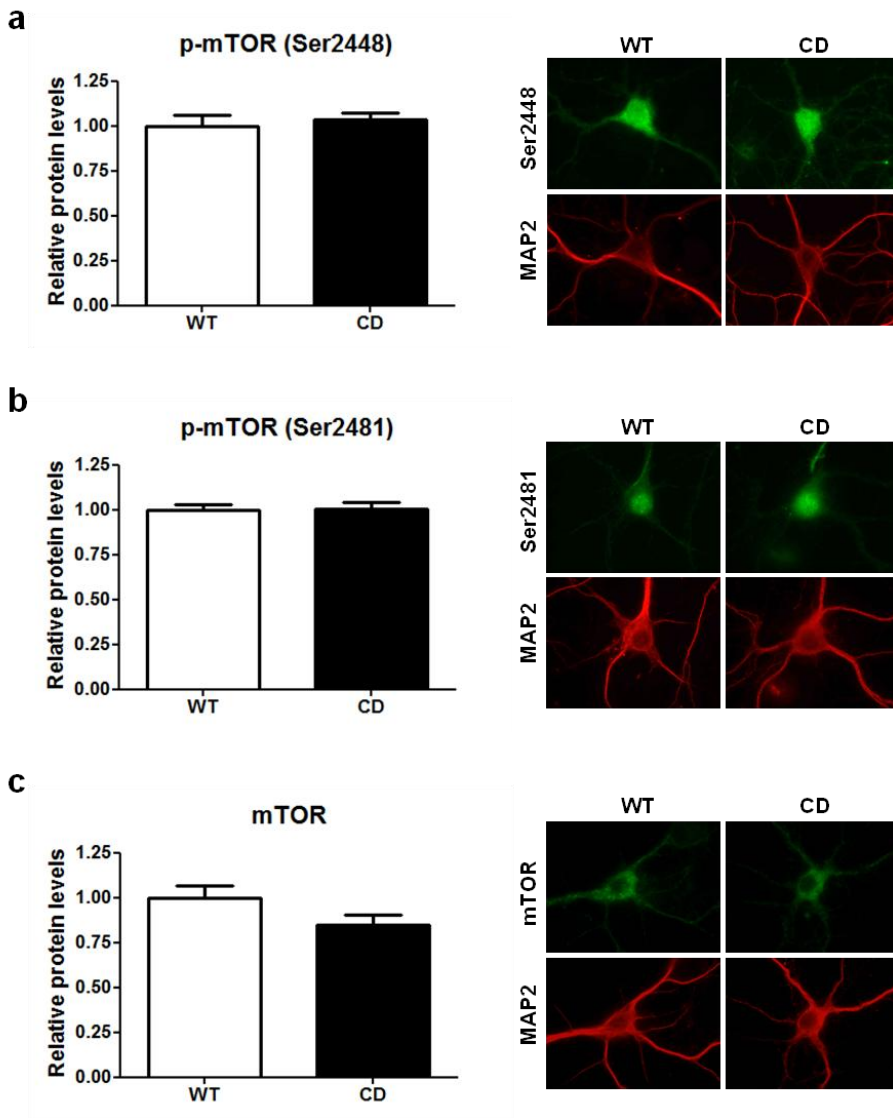 a
p-mTOR (Ser2448)
Relative protein levels
1.25
1.00
0.75
0.50
0.25
0.00
WT
CD
WT
CD
Ser2448
MAP2
b
p-mTOR (Ser2481)
Relative protein levels
1.25
1.00
0.75
0.50
0.25
0.00
WT
CD
WT
CD
Ser2481
MAP2
c
mTOR
Relative protein levels
1.25
1.00
0.75
0.50
0.25
0.00
WT
CD
WT
CD
mTOR
MAP2